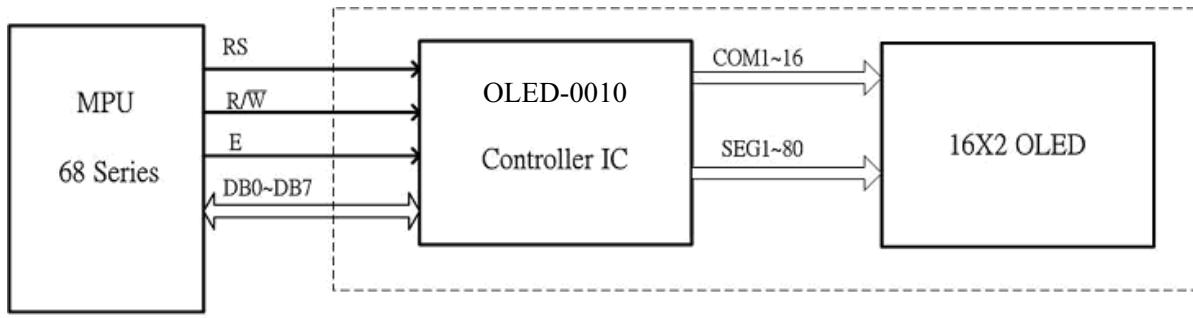 MPU
68 Series
RS
R/W̅
E
DB0~DB7
OLED-0010
Controller IC
COM1~16
SEG1~80
16X2 OLED